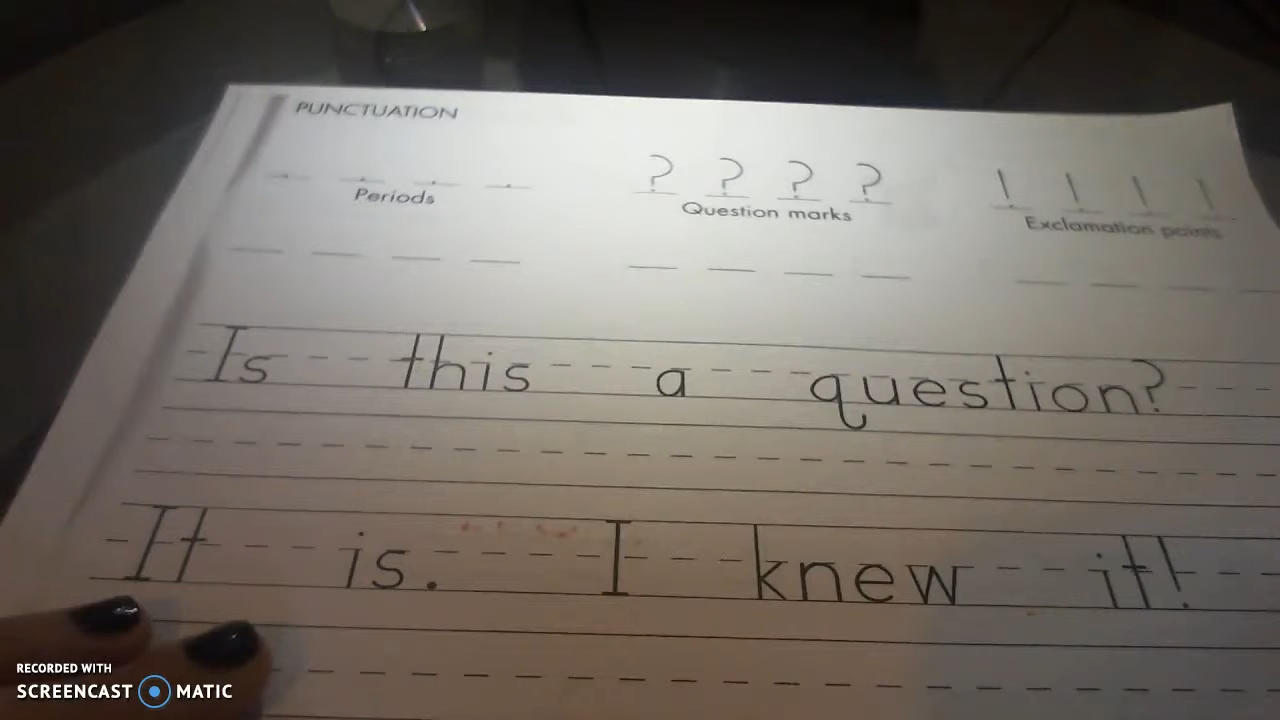 PUNCTUATION
. . . . ? ? ? ? ! ! ! !
Periods Question marks Exclamation points
Is this a question?
It is. I knew it!
RECORDED WITH
SCREENCAST MATIC